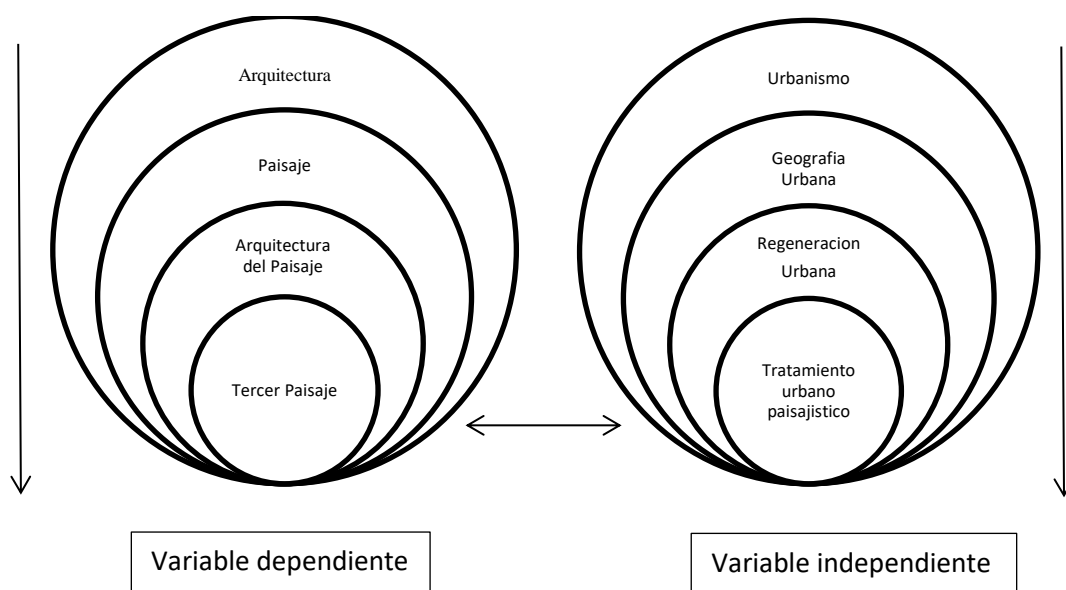 Arquitectura
Paisaje
Arquitectura
del Paisaje
Tercer Paisaje
Variable dependiente
Urbanismo
Geografia
Urbana
Regeneracion
Urbana
Tratamiento
urbano
paisajistico
Variable independiente